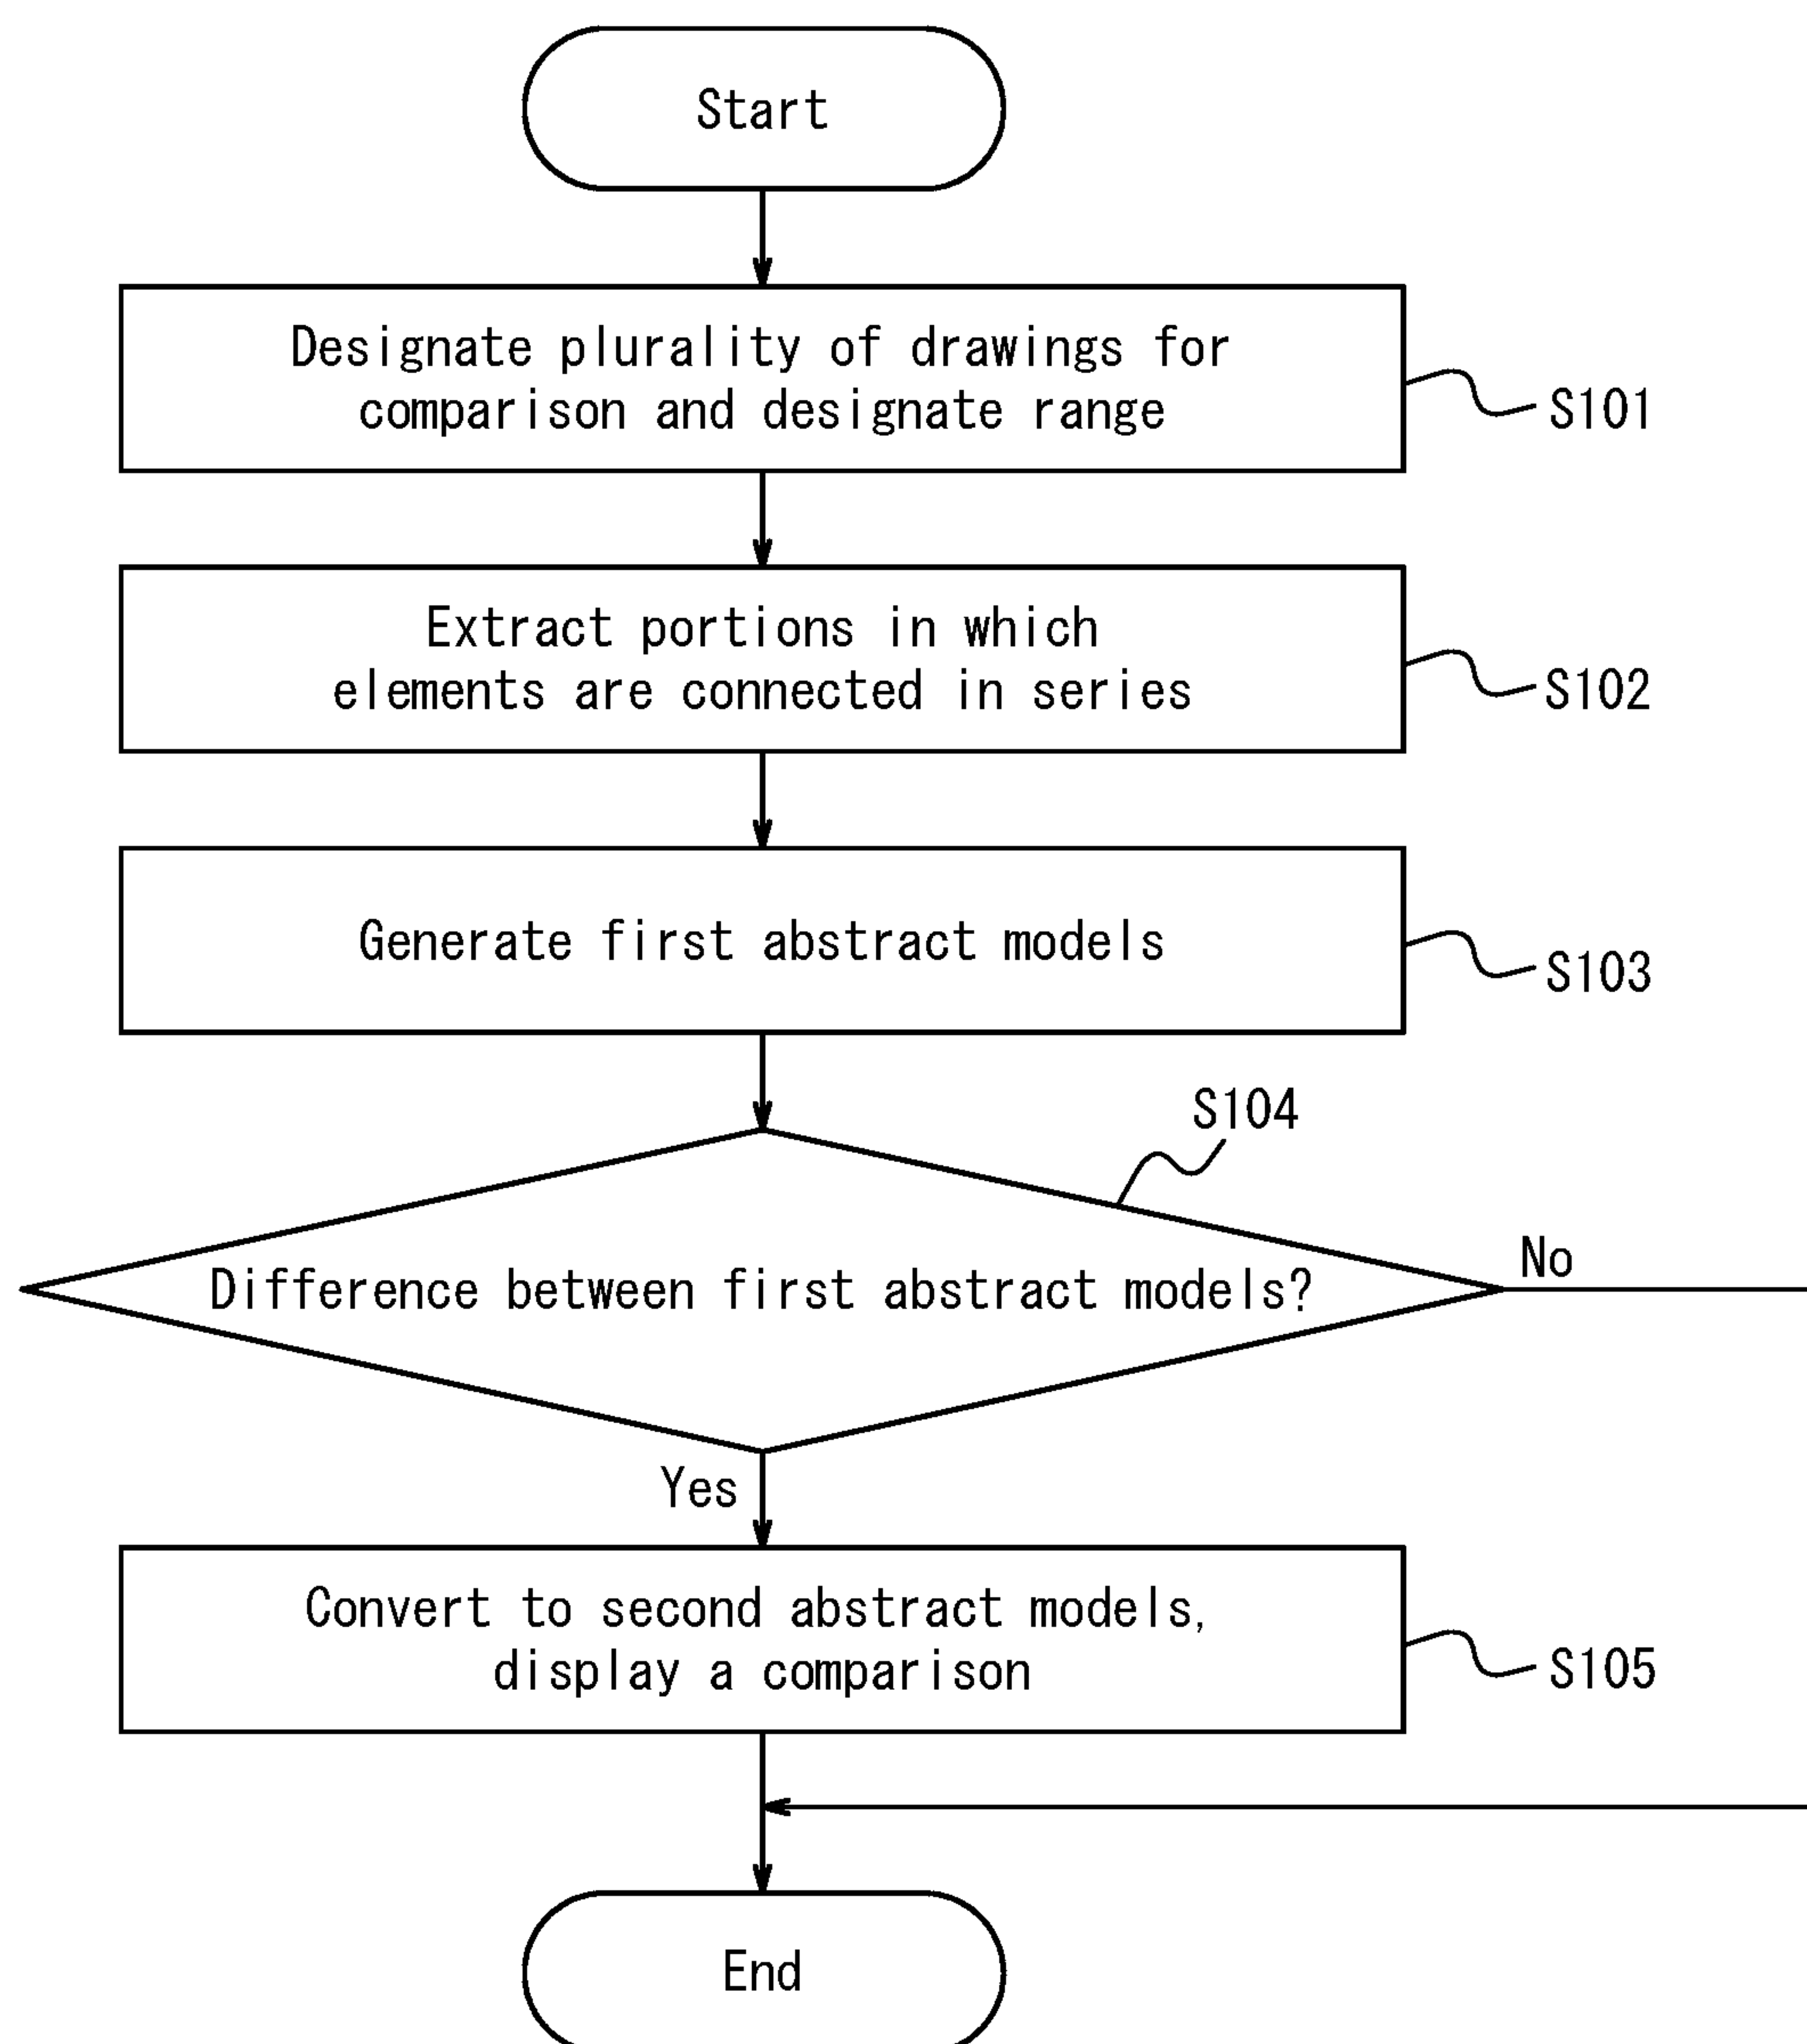 Start
Designate plurality of drawings for
comparison and designate range
S101
Extract portions in which
elements are connected in series
S102
Generate first abstract models
S103
S104
Difference between first abstract models?
No
Yes
Convert to second abstract models,
display a comparison
S105
End